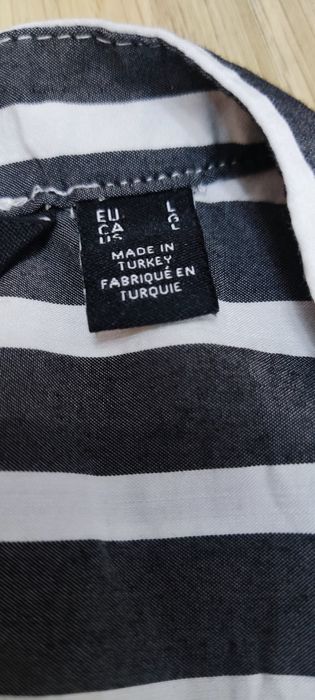 EU L
CA G
US L
MADE IN
TURKEY
FABRIQUÉ EN
TURQUIE